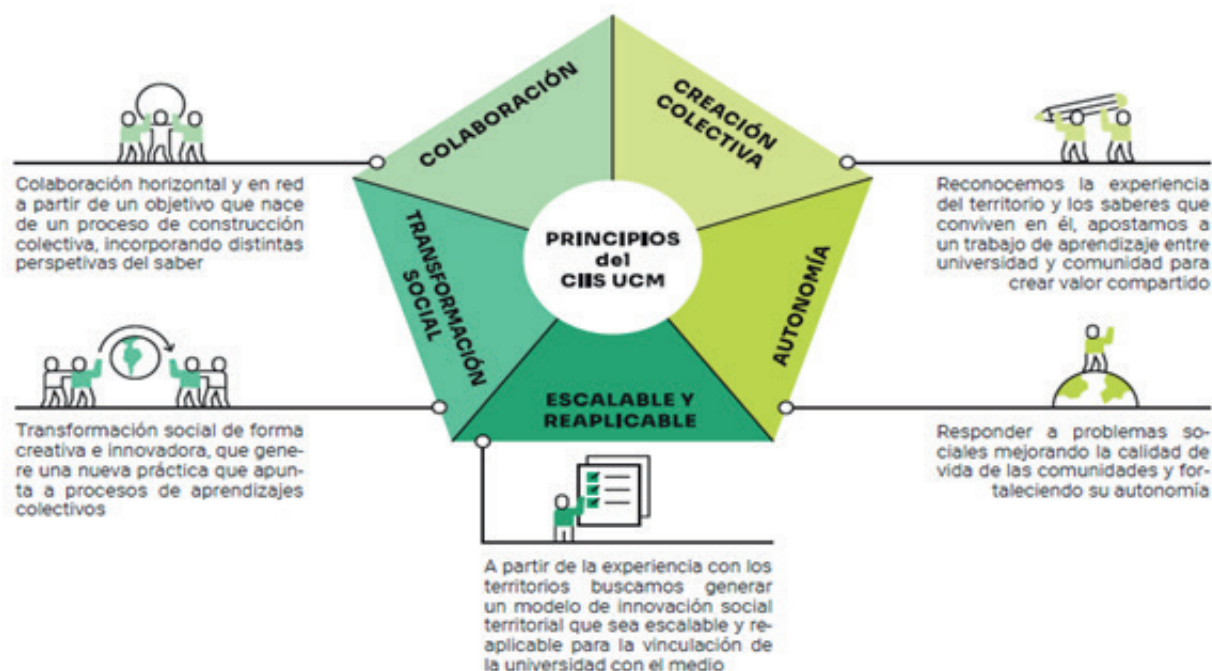 COLABORACIÓN
CREACIÓN
COLECTIVA
TRANSFORMACIÓN
SOCIAL
AUTONOMÍA
ESCALABLE Y
REAPLICABLE
PRINCIPIOS
del
CIIS UCM
Colaboración horizontal y en red
a partir de un objetivo que nace
de un proceso de construcción
colectiva, incorporando distintas
perspetivas del saber
Reconocemos la experiencia
del territorio y los saberes que
conviven en él, apostamos a
un trabajo de aprendizaje entre
universidad y comunidad para
crear valor compartido
Transformación social de forma
creativa e innovadora, que gene-
re una nueva práctica que apun-
ta a procesos de aprendizajes
colectivos
Responder a problemas so-
ciales mejorando la calidad de
vida de las comunidades y for-
taleciendo su autonomía
A partir de la experiencia con los
territorios buscamos generar
un modelo de innovación social
territorial que sea escalable y re-
aplicable para la vinculación de
la universidad con el medio